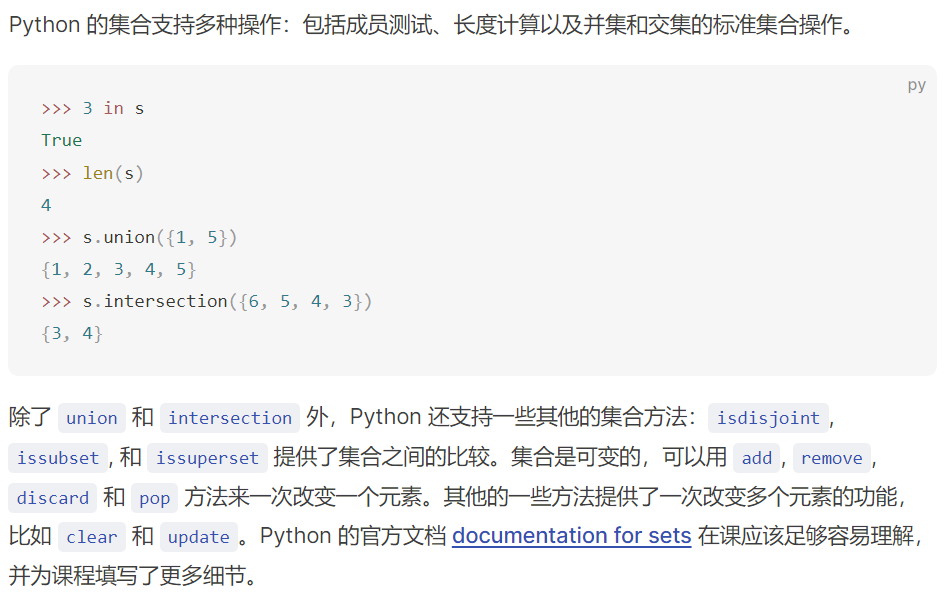 Python 的集合支持多种操作：包括成员测试、长度计算以及并集和交集的标准集合操作。
py
>>> 3 in s
True
>>> len(s)
4
>>> s.union({1, 5})
{1, 2, 3, 4, 5}
>>> s.intersection({6, 5, 4, 3})
{3, 4}
除了 union 和 intersection 外，Python 还支持一些其他的集合方法：isdisjoint,
issubset, 和 issuperset 提供了集合之间的比较。集合是可变的，可以用 add, remove,
discard 和 pop 方法来一次改变一个元素。其他的一些方法提供了一次改变多个元素的功能，
比如 clear 和 update 。Python 的官方文档 documentation for sets 在课应该足够容易理解，
并为课程填写了更多细节。